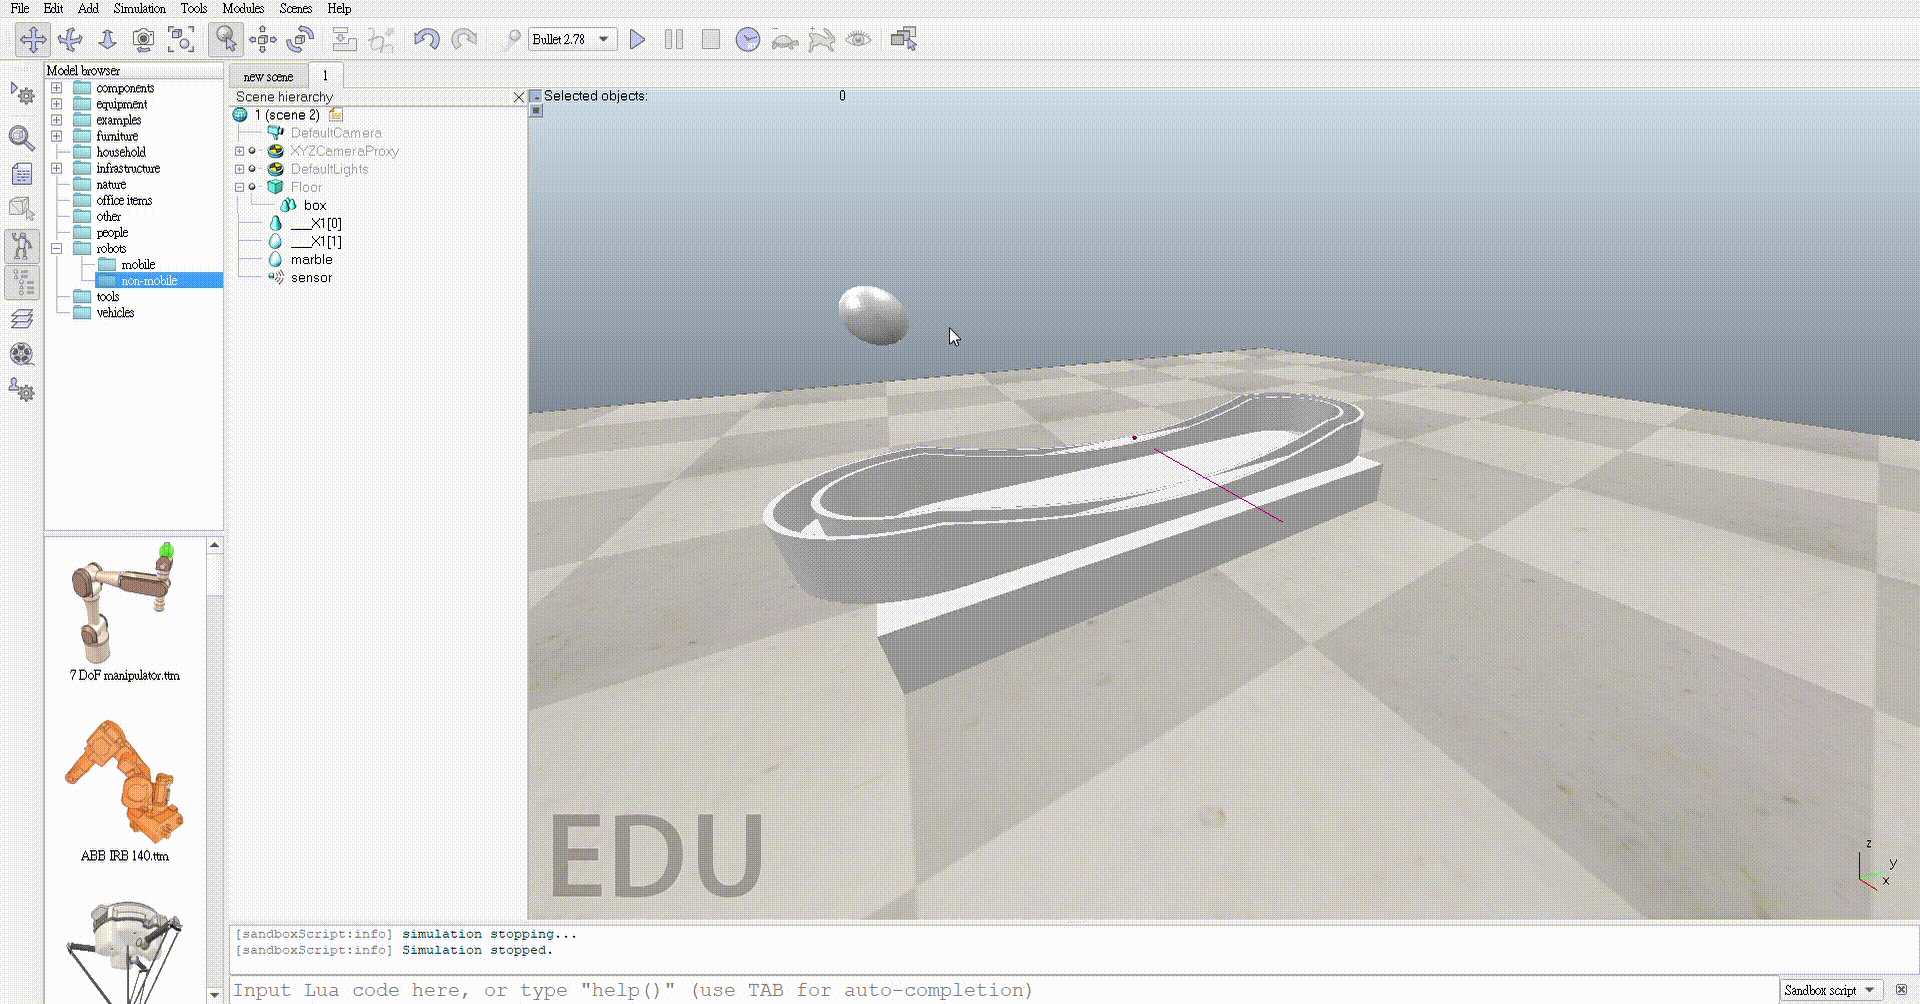 File Edit Add Simulation Tools Modules Scenes Help
Bullet 2.78
Model browser
components
equipment
examples
furniture
household
infrastructure
nature
office items
other
people
robots
mobile
non-mobile
tools
vehicles
7 DoF manipulator.ttm
ABB IRB 140.ttm
new scene 1
Scene hierarchy
1 (scene 2)
DefaultCamera
XYZCameraProxy
DefaultLights
Floor
box
___X1[0]
___X1[1]
marble
sensor
Selected objects: 0
EDU
z
y
x
[sandboxScript:info] simulation stopping...
[sandboxScript:info] Simulation stopped.
Input Lua code here, or type "help()" (use TAB for auto-completion)
Sandbox script